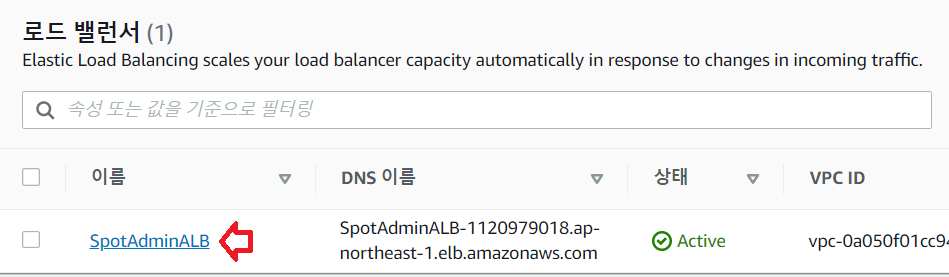 로드 밸런서 (1)
Elastic Load Balancing scales your load balancer capacity automatically in response to changes in incoming traffic.
속성 또는 값을 기준으로 필터링
이름 DNS 이름 상태 VPC ID
SpotAdminALB SpotAdminALB-1120979018.ap-northeast-1.elb.amazonaws.com Active vpc-0a050f01cc94